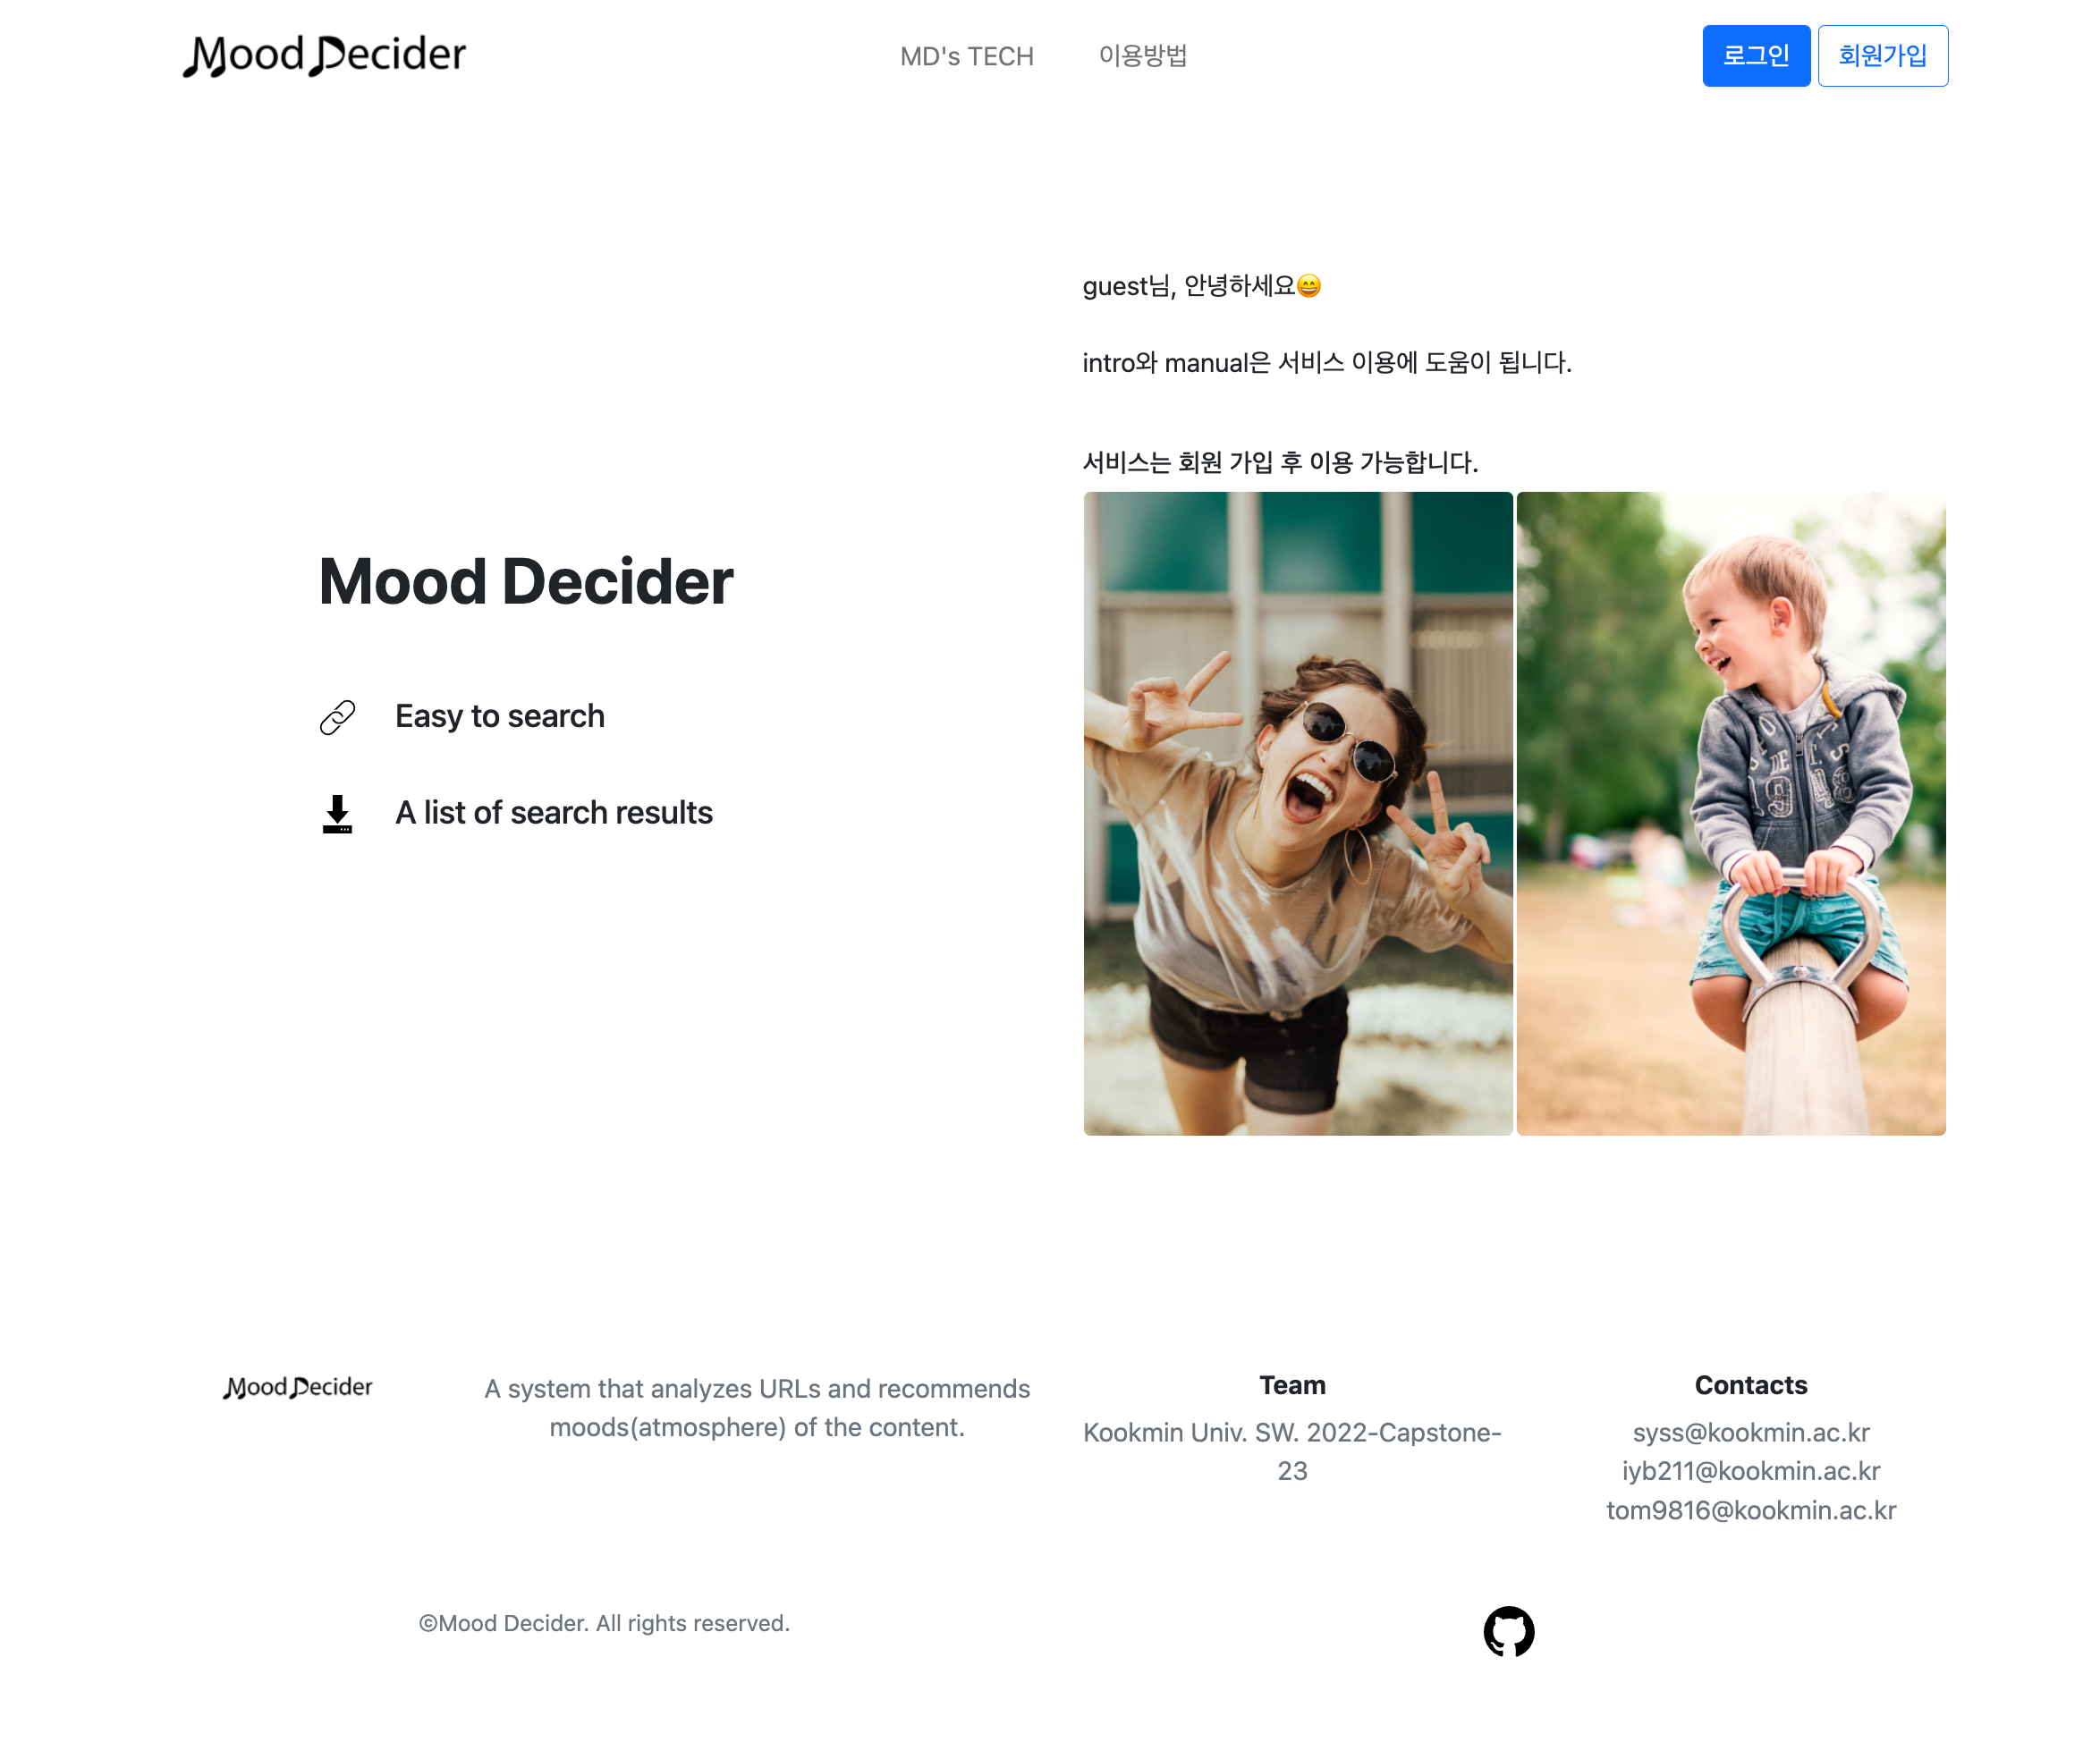 Mood Decider
MD's TECH
이용방법
로그인
회원가입
guest님, 안녕하세요😄
intro와 manual은 서비스 이용에 도움이 됩니다.
서비스는 회원 가입 후 이용 가능합니다.
Mood Decider
Easy to search
A list of search results
DE
1948
Mood Decider
A system that analyzes URLs and recommends
moods(atmosphere) of the content.
Team
Kookmin Univ. SW. 2022-Capstone-
23
Contacts
syss@kookmin.ac.kr
iyb211@kookmin.ac.kr
tom9816@kookmin.ac.kr
©Mood Decider. All rights reserved.